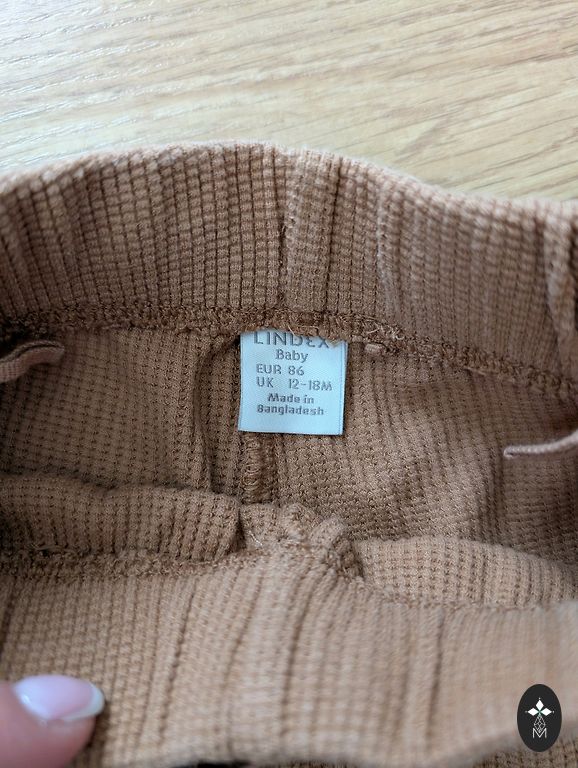 LINDEX
Baby
EUR 86
UK 12-18M
Made in
Bangladesh
M